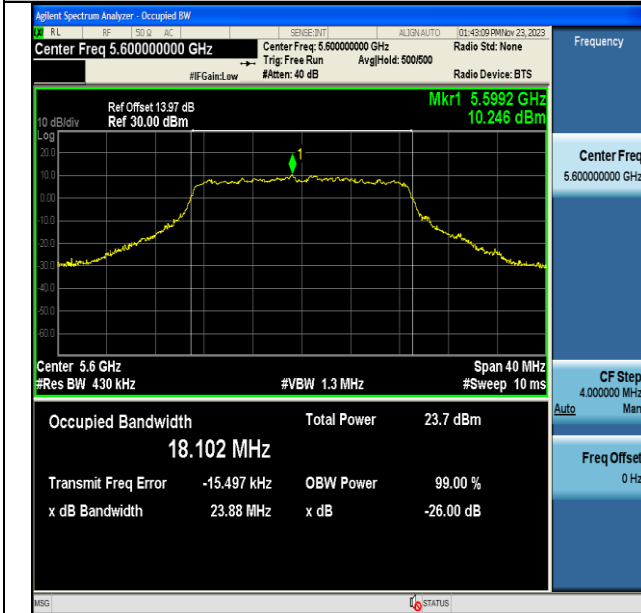 Agilent Spectrum Analyzer - Occupied BW
RL RF 50 Ω AC SENSE:INT ALIGN AUTO 01:43:09 PM Nov 23, 2023
Center Freq 5.600000000 GHz
Center Freq: 5.600000000 GHz
Radio Std: None
Trig: Free Run Avg|Hold: 500/500
#IFGain:Low #Atten: 40 dB Radio Device: BTS
Ref Offset 13.97 dB
Mkr1 5.5992 GHz
10 dB/div Ref 30.00 dBm
10.246 dBm
Log
20.0
1
10.0
0.00
-10.0
-20.0
-30.0
-40.0
-50.0
-60.0
Center 5.6 GHz Span 40 MHz
#Res BW 430 kHz #VBW 1.3 MHz #Sweep 10 ms
Occupied Bandwidth Total Power 23.7 dBm
18.102 MHz
Transmit Freq Error -15.497 kHz OBW Power 99.00 %
x dB Bandwidth 23.88 MHz x dB -26.00 dB
MSG STATUS
Frequency
Center Freq
5.600000000 GHz
CF Step
4.000000 MHz
Auto Man
Freq Offset
0 Hz